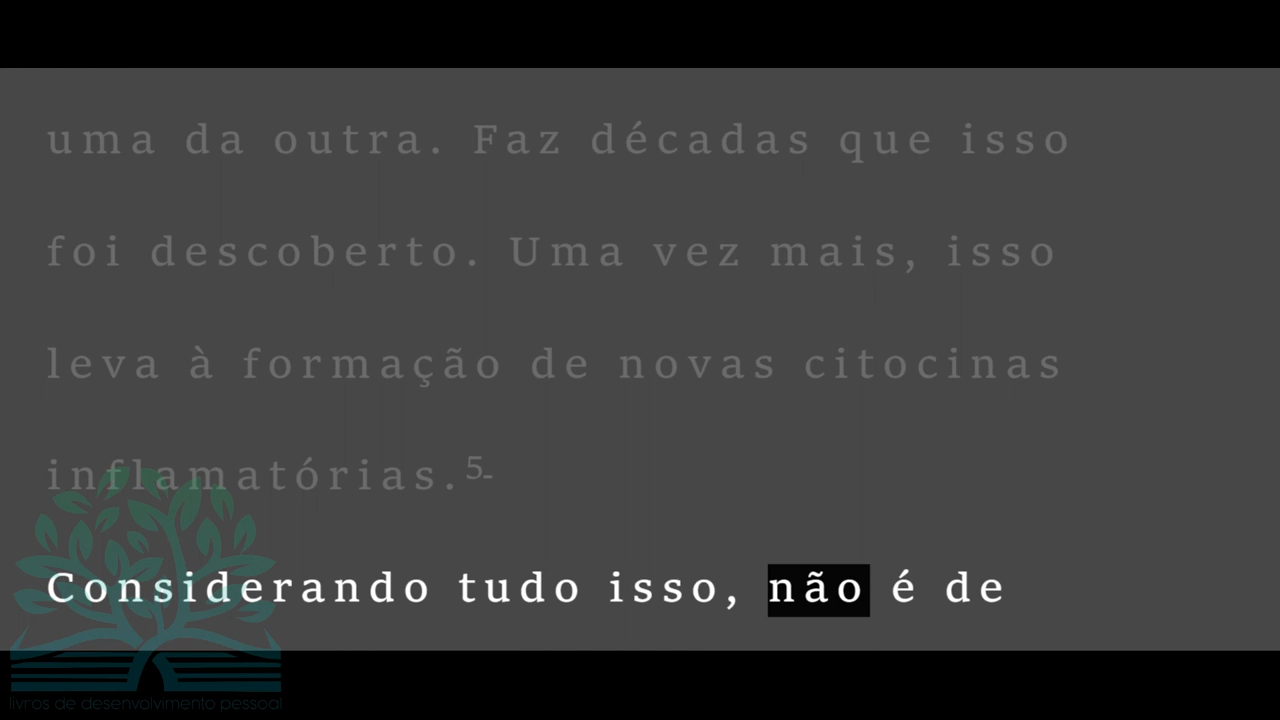 uma da outra. Faz décadas que isso
foi descoberto. Uma vez mais, isso
leva à formação de novas citocinas
inflamatórias.5-
Considerando tudo isso, não é de
livros de desenvolvimento pessoal